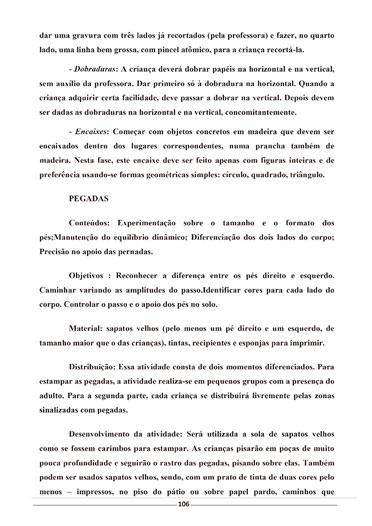 dar uma gravura com três lados já recortados (pela professora) e fazer, no quarto
lado, uma linha bem grossa, com pincel atômico, para a criança recortá-la.
- Dobraduras: A criança deverá dobrar papéis na horizontal e na vertical,
sem auxílio da professora. Dar primeiro só à dobradura na horizontal. Quando a
criança adquirir certa facilidade, deve passar a dobrar na vertical. Depois devem
ser dadas as dobraduras na horizontal e na vertical, concomitantemente.
- Encaixes: Começar com objetos concretos em madeira que devem ser
encaixados dentro dos lugares correspondentes, numa prancha também de
madeira. Nesta fase, este encaixe deve ser feito apenas com figuras inteiras e de
preferência usando-se formas geométricas simples: círculo, quadrado, triângulo.
PEGADAS
Conteúdos: Experimentação sobre o tamanho e o formato dos
pés;Manutenção do equilíbrio dinâmico; Diferenciação dos dois lados do corpo;
Precisão no apoio das pernadas.
Objetivos : Reconhecer a diferença entre os pés direito e esquerdo.
Caminhar variando as amplitudes do passo.Identificar cores para cada lado do
corpo. Controlar o passo e o apoio dos pés no solo.
Material: sapatos velhos (pelo menos um pé direito e um esquerdo, de
tamanho maior que o das crianças), tintas, recipientes e esponjas para imprimir.
Distribuição: Essa atividade consta de dois momentos diferenciados. Para
estampar as pegadas, a atividade realiza-se em pequenos grupos com a presença do
adulto. Para a segunda parte, cada criança se distribuirá livremente pelas zonas
sinalizadas com pegadas.
Desenvolvimento da atividade: Será utilizada a sola de sapatos velhos
como se fossem carimbos para estampar. As crianças pisarão em poças de muito
pouca profundidade e seguirão o rastro das pegadas, pisando sobre elas. Também
podem ser usados sapatos velhos, sendo, com um prato de tinta de duas cores pelo
menos – impressos, no piso do pátio ou sobre papel pardo, caminhos que
106